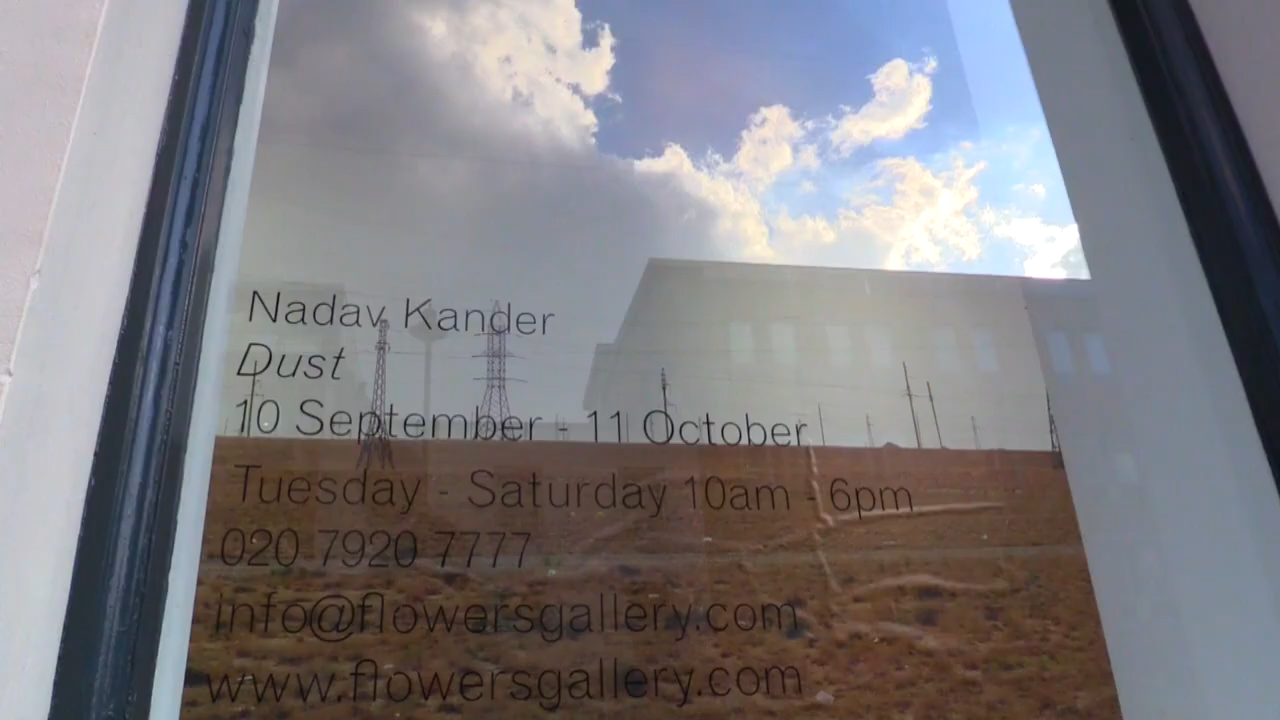 Nadav Kander
Dust
10 September - 11 October
Tuesday - Saturday 10am - 6pm
020 7920 7777
info@flowersgallery.com
www.flowersgallery.com